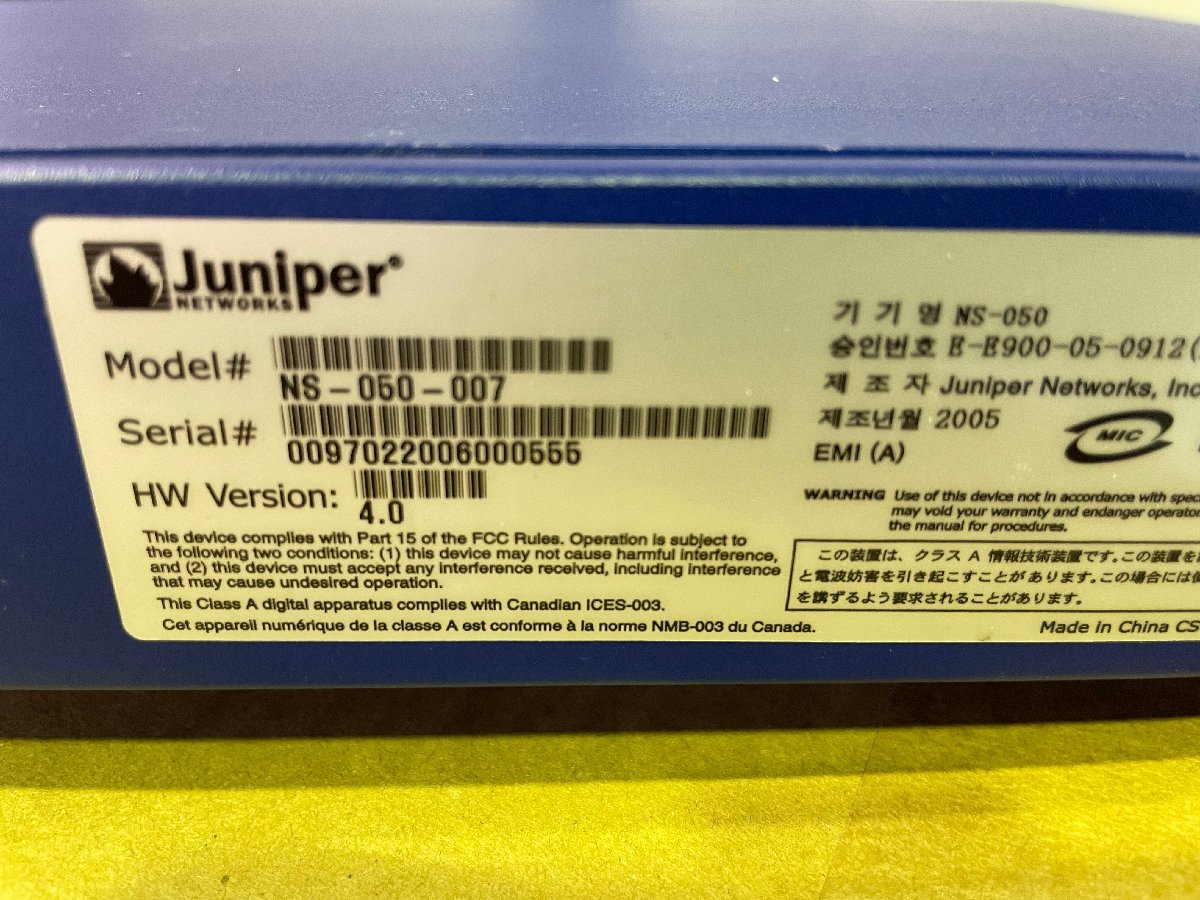 Juniper®
NETWORKS
Model# NS-050-007
Serial# 0097022006000555
HW Version: 4.0
This device complies with Part 15 of the FCC Rules. Operation is subject to
the following two conditions: (1) this device may not cause harmful interference,
and (2) this device must accept any interference received, including interference
that may cause undesired operation.
This Class A digital apparatus complies with Canadian ICES-003.
Cet appareil numérique de la classe A est conforme à la norme NMB-003 du Canada.
기 기 명 NS-050
승인번호 E-E900-05-0912(
제 조 자 Juniper Networks, Inc
제조년월 2005
EMI (A)
MIC
WARNING Use of this device not in accordance with
may void your warranty and endanger
the manual for procedures.
この装置は、クラス A 情報技術装置です。この装置を
と電波妨害を引き起こすことがあります。この場合には
を講ずるよう要求されることがあります。
Made in China